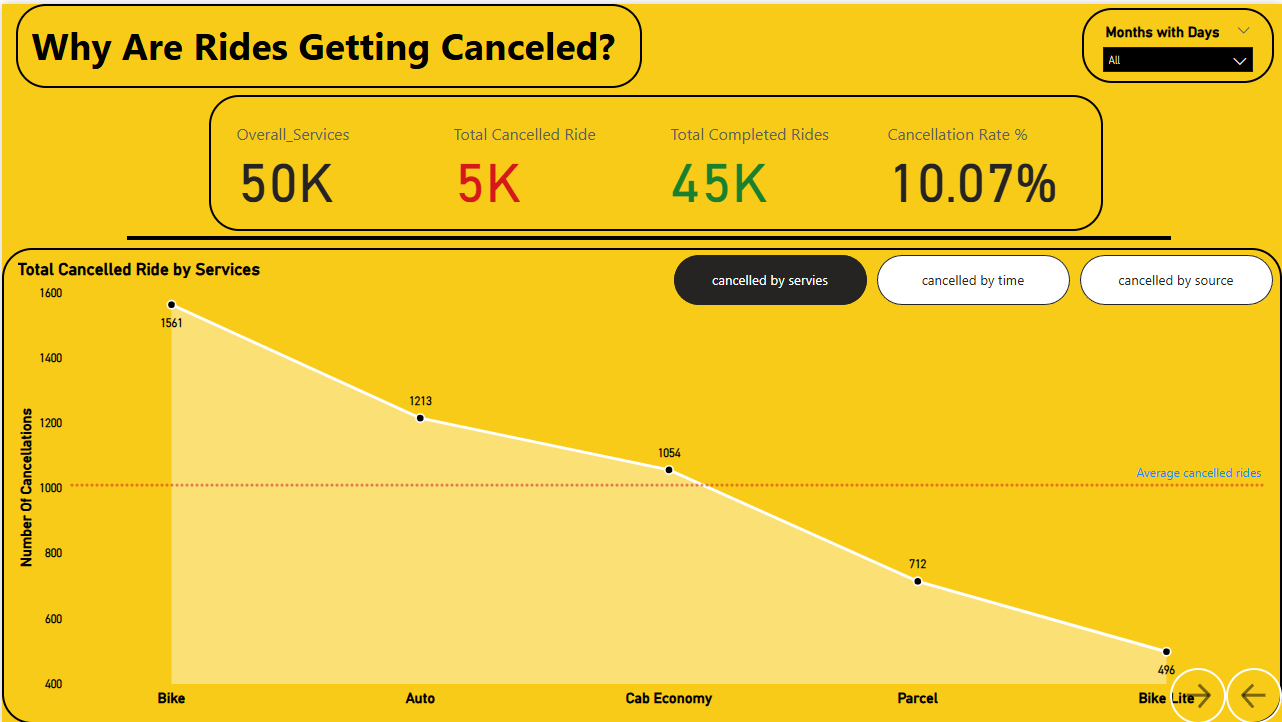 Why Are Rides Getting Canceled?
Months with Days
All
Overall_Services
50K
Total Cancelled Ride
5K
Total Completed Rides
45K
Cancellation Rate %
10.07%
Total Cancelled Ride by Services
cancelled by servies
cancelled by time
cancelled by source
Number Of Cancellations
1600
1400
1200
1000
800
600
400
1561
1213
1054
712
496
Average cancelled rides
Bike
Auto
Cab Economy
Parcel
Bike Lite